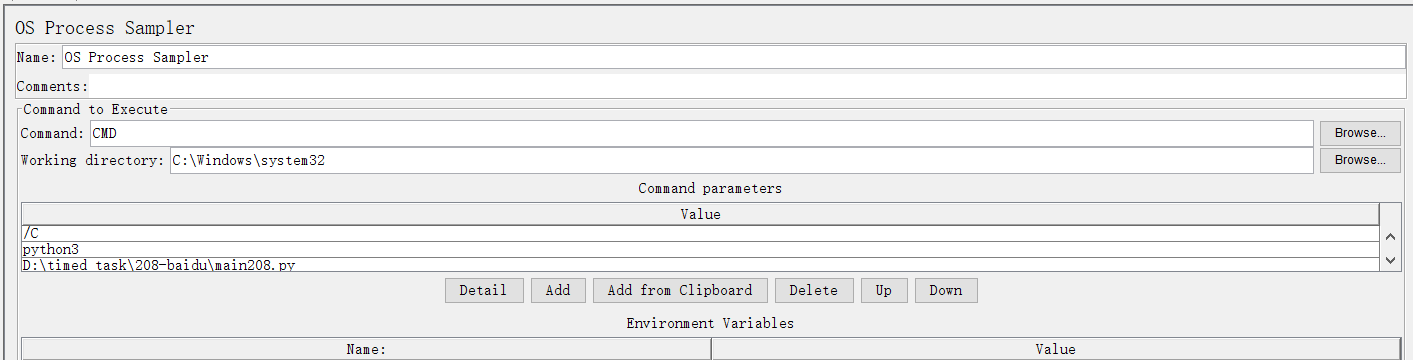 OS Process Sampler
Name: OS Process Sampler
Comments:
Command to Execute
Command: CMD Browse...
Working directory: C:\Windows\system32 Browse...
Command parameters
Value
/C
python3
D:\timed_task\208-baidu\main208.py
Detail Add Add from Clipboard Delete Up Down
Environment Variables
Name: Value